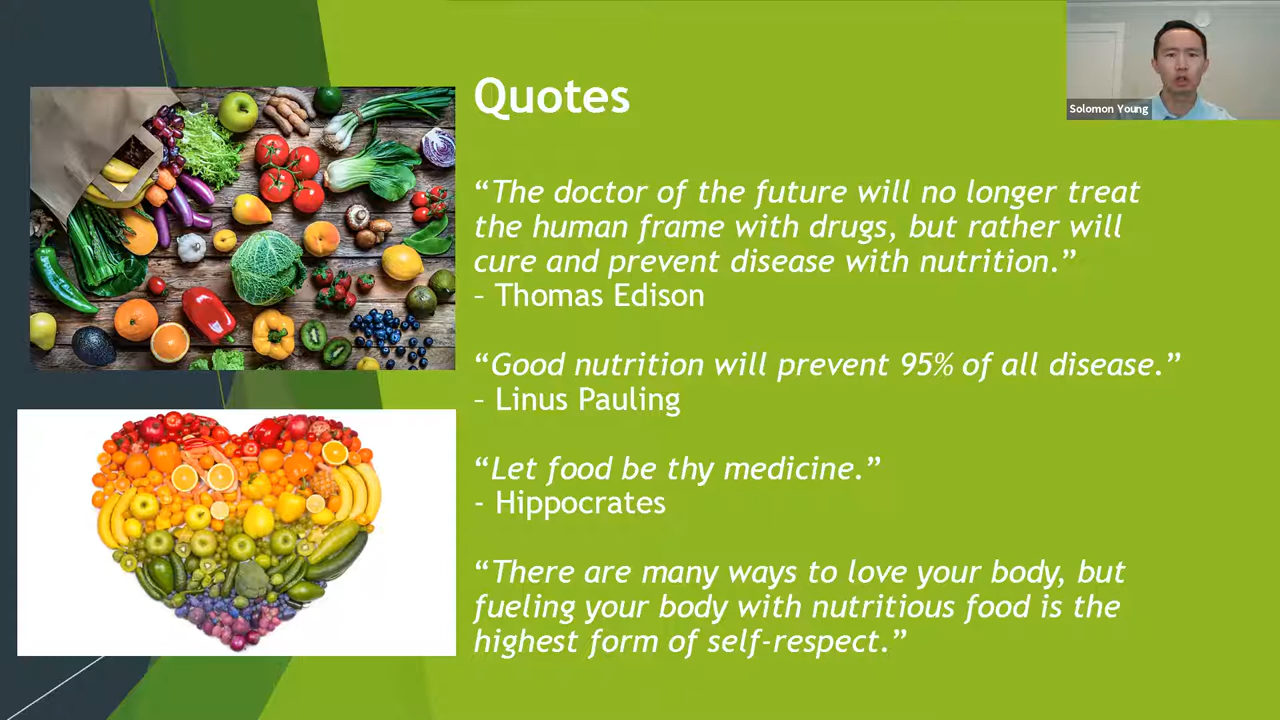 Solomon Young
Quotes
“The doctor of the future will no longer treat
the human frame with drugs, but rather will
cure and prevent disease with nutrition.”
– Thomas Edison
“Good nutrition will prevent 95% of all disease.”
– Linus Pauling
“Let food be thy medicine.”
- Hippocrates
“There are many ways to love your body, but
fueling your body with nutritious food is the
highest form of self-respect.”